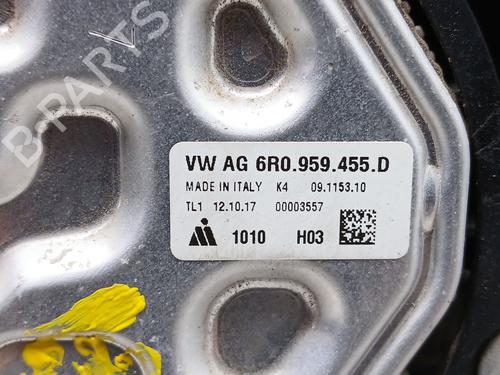 B-PARTS
VW AG 6R0.959.455.D
MADE IN ITALY K4 09.1153.10
TL1 12.10.17 00003557
1010 H03